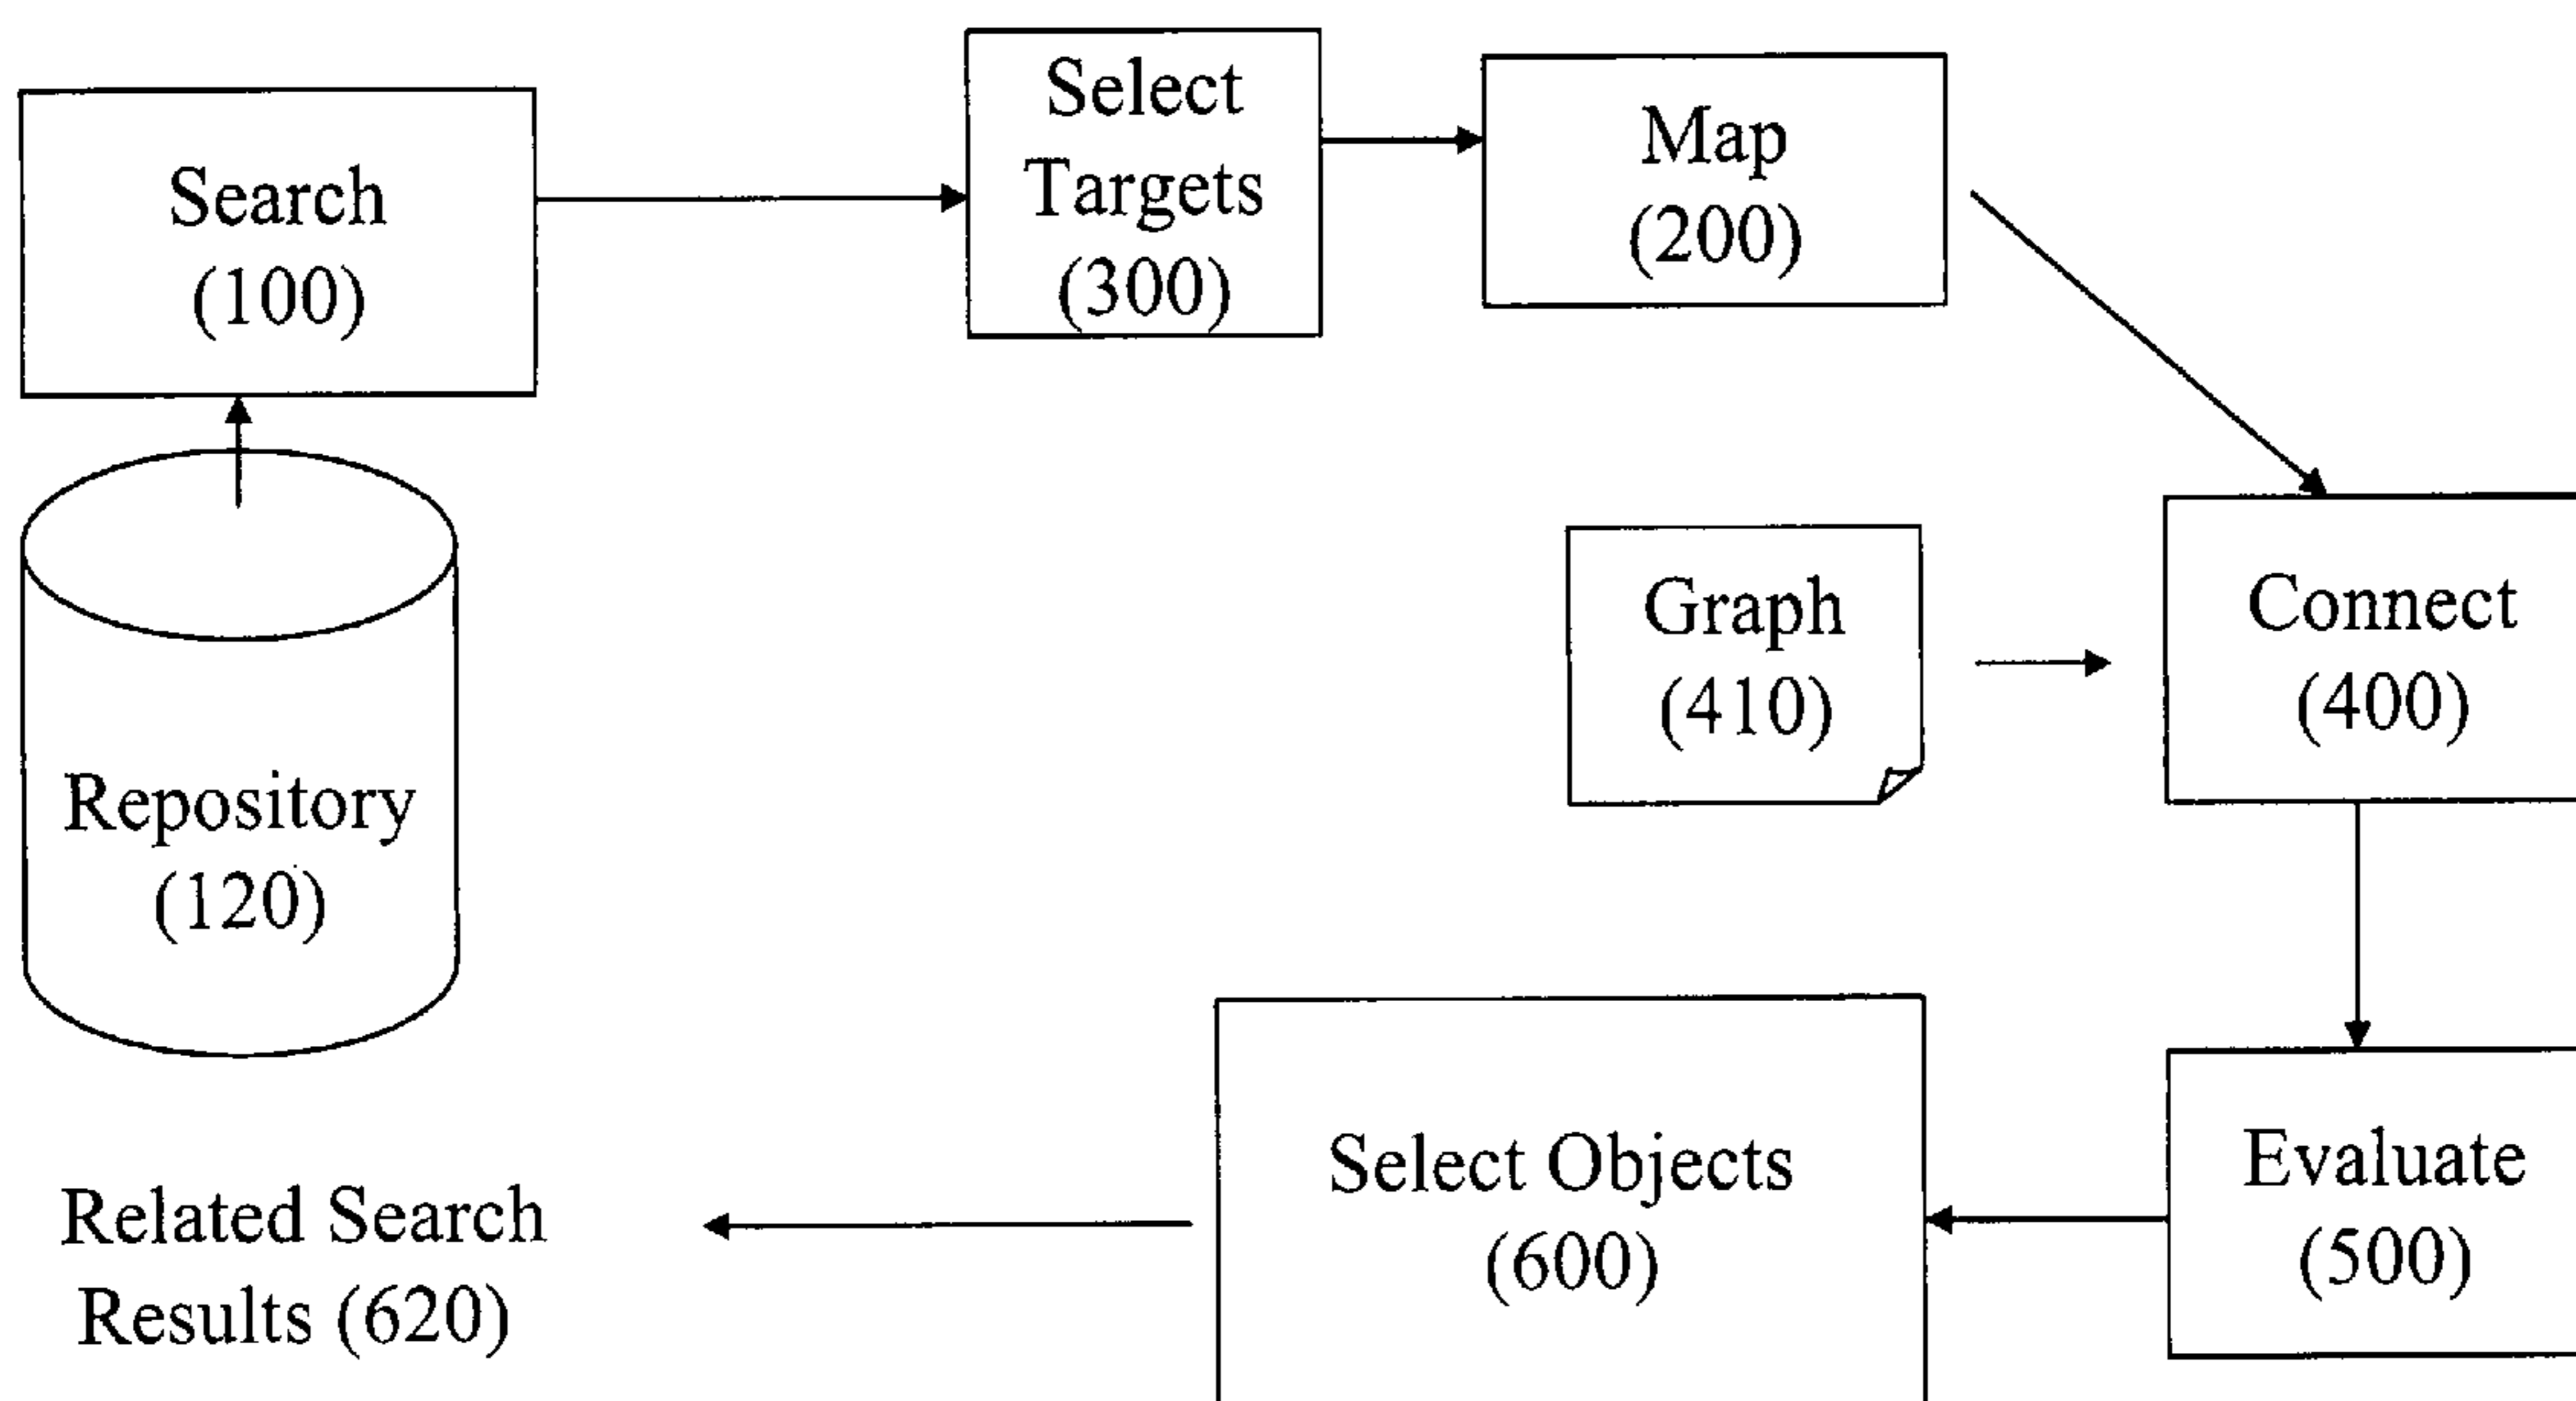 Search
(100)
Select
Targets
(300)
Map
(200)
Repository
(120)
Graph
(410)
Connect
(400)
Evaluate
(500)
Select Objects
(600)
Related Search
Results (620)